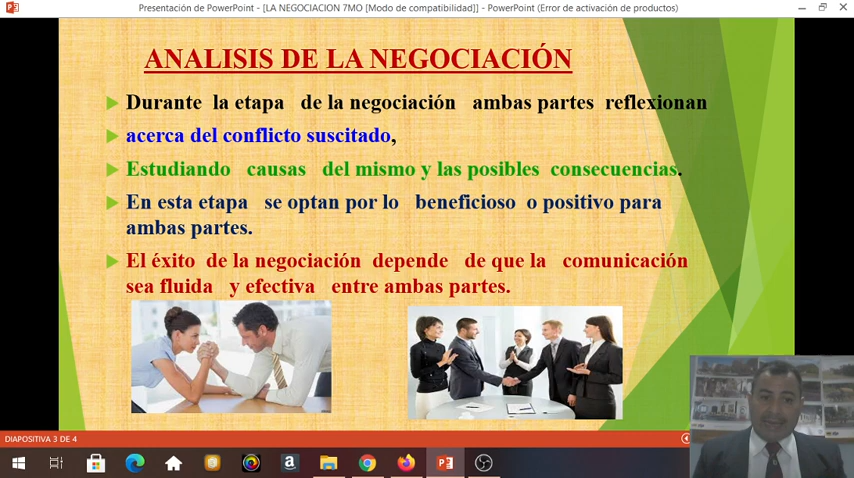 Presentación de PowerPoint - [LA NEGOCIACION 7MO [Modo de compatibilidad]] - PowerPoint (Error de activación de productos)
ANALISIS DE LA NEGOCIACIÓN
Durante la etapa de la negociación ambas partes reflexionan
acerca del conflicto suscitado,
Estudiando causas del mismo y las posibles consecuencias.
En esta etapa se optan por lo beneficioso o positivo para
ambas partes.
El éxito de la negociación depende de que la comunicación
sea fluida y efectiva entre ambas partes.
DIAPOSITIVA 3 DE 4